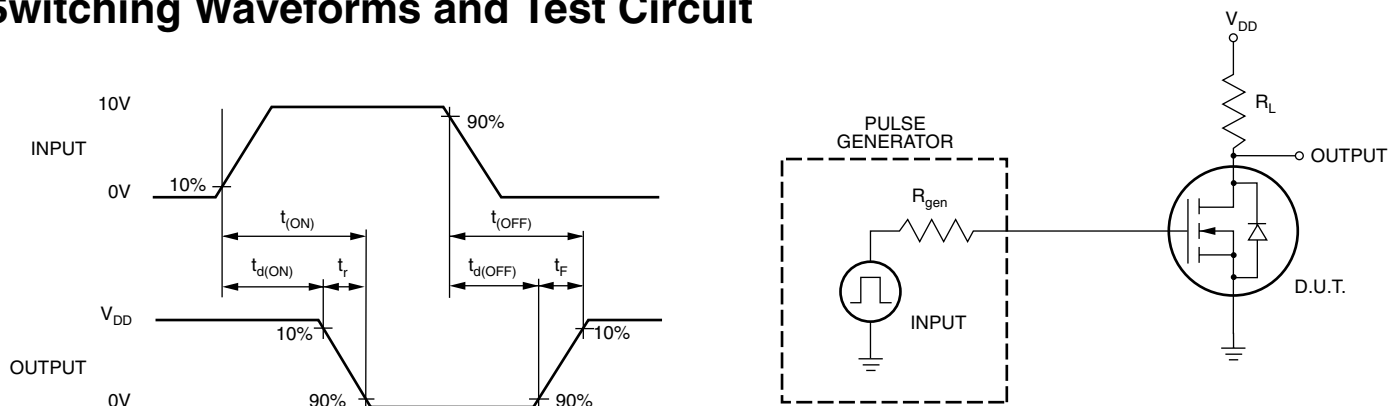 Switching Waveforms and Test Circuit
10V
INPUT
0V
10%
90%
t(ON)
t(OFF)
td(ON)
tr
td(OFF)
tF
VDD
OUTPUT
0V
10%
90%
10%
90%
VDD
RL
OUTPUT
PULSE
GENERATOR
Rgen
INPUT
D.U.T.